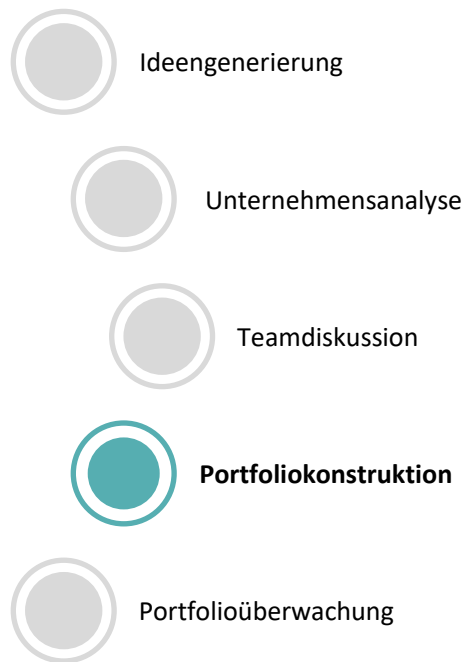 Ideengenerierung
Unternehmensanalyse
Teamdiskussion
Portfoliokonstruktion
Portfolioüberwachung